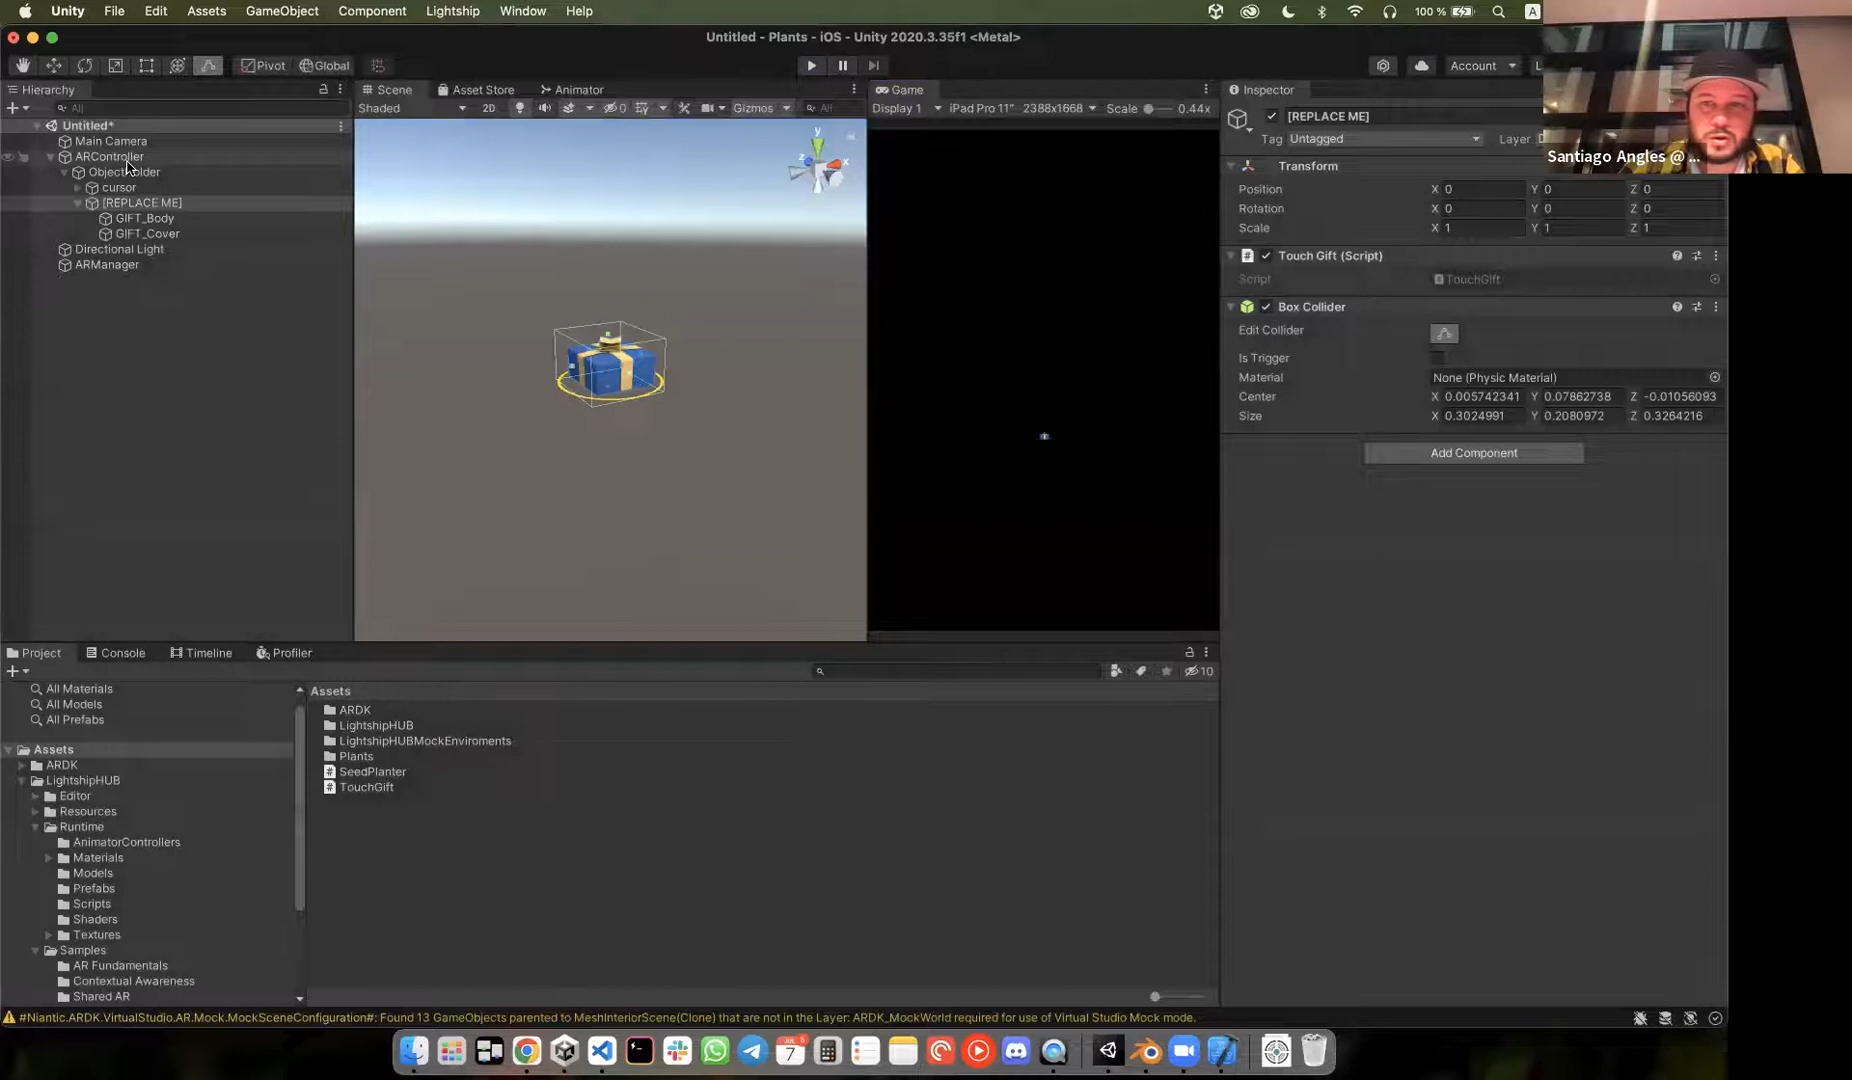 Unity File Edit Assets GameObject Component Lightship Window Help 100 % A
Untitled - Plants - iOS - Unity 2020.3.35f1 <Metal>
Pivot Global Account
Hierarchy Scene Asset Store Animator Game Inspector
All Shaded 2D 0 Gizmos All Display 1 iPad Pro 11" 2388x1668 Scale 0.44x [REPLACE ME]
Untitled*
Main Camera
ARController
cursor
[REPLACE ME]
GIFT_Body
GIFT_Cover
Directional Light
ARManager
y
z x
Tag Untagged Layer
Santiago Angles @ ...
Transform
Position X 0 Y 0 Z 0
Rotation X 0 Y 0 Z 0
Scale X 1 Y 1 Z 1
Touch Gift (Script)
Script TouchGift
Box Collider
Edit Collider
Is Trigger
Material None (Physic Material)
Center X 0.005742341 Y 0.07862738 Z -0.01056093
Size X 0.3024991 Y 0.2080972 Z 0.3264216
Add Component
Project Console Timeline Profiler
10
All Materials
All Models
All Prefabs
Assets
ARDK
LightshipHUB
Editor
Resources
Runtime
AnimatorControllers
Materials
Models
Prefabs
Scripts
Shaders
Textures
Samples
AR Fundamentals
Contextual Awareness
Shared AR
Assets
ARDK
LightshipHUB
LightshipHUBMockEnviroments
Plants
SeedPlanter
TouchGift
#Niantic.ARDK.VirtualStudio.AR.Mock.MockSceneConfiguration#: Found 13 GameObjects parented to MeshInteriorScene(Clone) that are not in the Layer: ARDK_MockWorld required for use of Virtual Studio Mock mode.
7